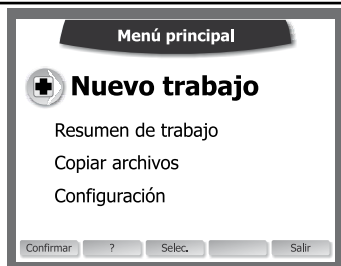 Menú principal
Nuevo trabajo
Resumen de trabajo
Copiar archivos
Configuración
Confirmar ? Selec. Salir